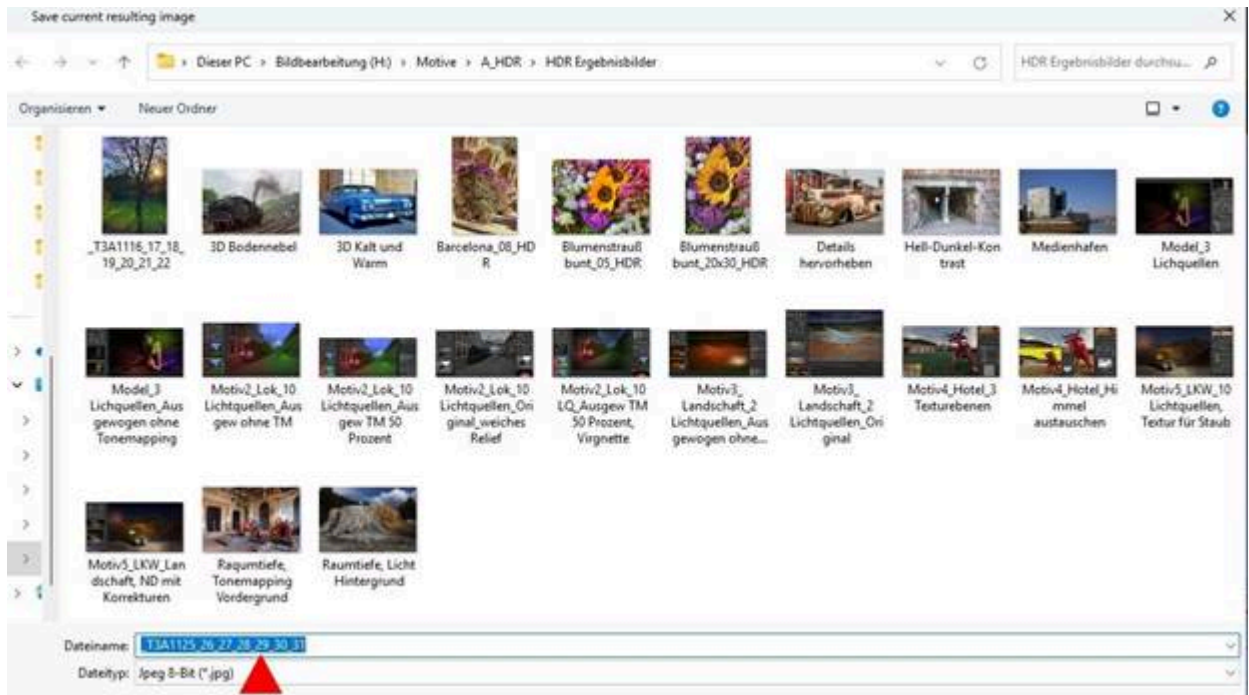 Save current resulting image
Dieser PC › Bildbearbeitung (H:) › Motive › A_HDR › HDR Ergebnisbilder
HDR Ergebnisbilder durchsu...
Organisieren
Neuer Ordner
_T3A1116_17_18_
19_20_21_22
3D Bodennebel
3D Kalt und
Warm
Barcelona_08_HD
R
Blumenstrauß
bunt_05_HDR
Blumenstrauß
bunt_20x30_HDR
Details
hervorheben
Hell-Dunkel-Kon
trast
Medienhafen
Model_3
Lichquellen
Model_3
Lichquellen_Aus
gewogen ohne
Tonemapping
Motiv2_Lok_10
Lichtquellen_Aus
gew ohne TM
Motiv2_Lok_10
Lichtquellen_Aus
gew TM 50
Prozent
Motiv2_Lok_10
Lichtquellen_Ori
ginal_weiches
Relief
Motiv2_Lok_10
LQ_Ausgew TM
50 Prozent,
Virgnette
Motiv3_
Landschaft_2
Lichtquellen_Aus
gewogen ohne...
Motiv3_
Landschaft_2
Lichtquellen_Ori
ginal
Motiv4_Hotel_3
Texturebenen
Motiv4_Hotel_Hi
mmel
austauschen
Motiv5_LKW_10
Lichtquellen,
Textur für Staub
Motiv5_LKW_Lan
dschaft, ND mit
Korrekturen
Raqumtiefe,
Tonemapping
Vordergrund
Raumtiefe, Licht
Hintergrund
Dateiname: _T3A1125_26_27_28_29_30_31
Dateityp: Jpeg 8-Bit (*.jpg)